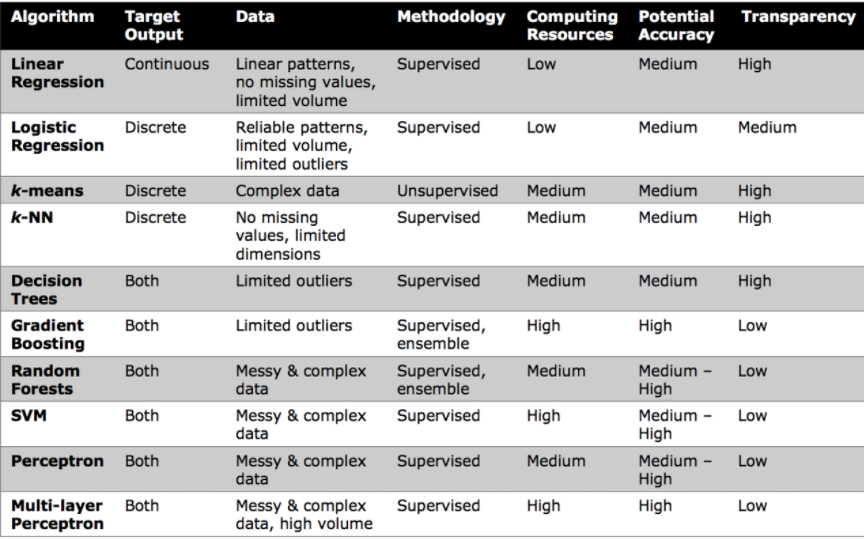 Algorithm Target Output Data Methodology Computing Resources Potential Accuracy Transparency
Linear Regression Continuous Linear patterns, no missing values, limited volume Supervised Low Medium High
Logistic Regression Discrete Reliable patterns, limited volume, limited outliers Supervised Low Medium Medium
k-means Discrete Complex data Unsupervised Medium Medium High
k-NN Discrete No missing values, limited dimensions Supervised Medium Medium High
Decision Trees Both Limited outliers Supervised Medium Medium High
Gradient Boosting Both Limited outliers Supervised, ensemble High High Low
Random Forests Both Messy & complex data Supervised, ensemble Medium Medium – High Low
SVM Both Messy & complex data Supervised High Medium – High Low
Perceptron Both Messy & complex data Supervised Medium Medium – High Low
Multi-layer Perceptron Both Messy & complex data, high volume Supervised High High Low